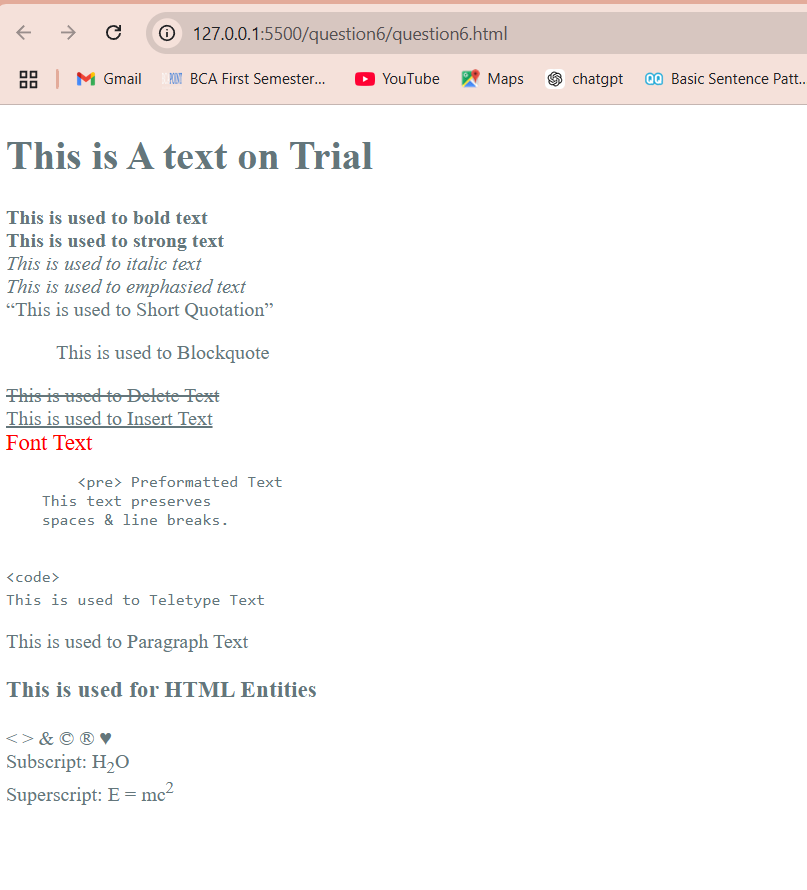 127.0.0.1:5500/question6/question6.html
Gmail POINT BCA First Semester... YouTube Maps chatgpt Basic Sentence Patt...
This is A text on Trial
This is used to bold text
This is used to strong text
This is used to italic text
This is used to emphasied text
“This is used to Short Quotation”
This is used to Blockquote
This is used to Delete Text
This is used to Insert Text
Font Text
<pre> Preformatted Text
This text preserves
spaces & line breaks.
<code>
This is used to Teletype Text
This is used to Paragraph Text
This is used for HTML Entities
< > & © ® ♥
Subscript: H₂O
Superscript: E = mc²